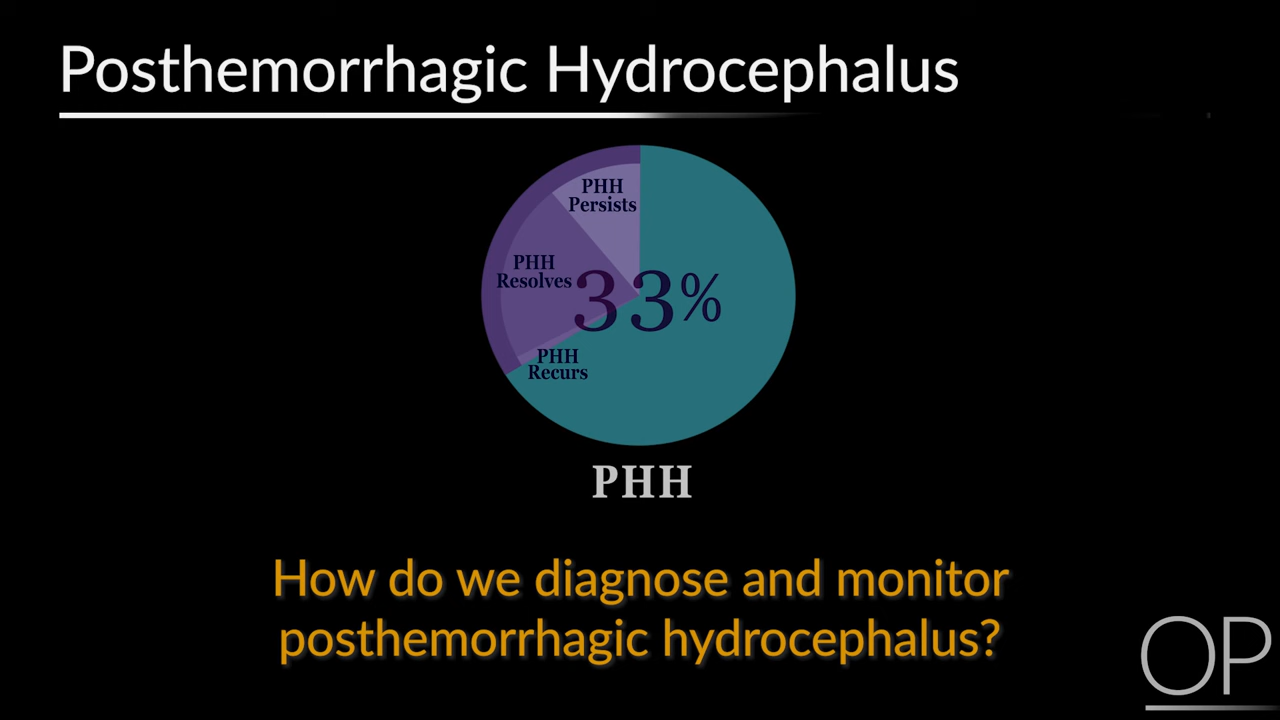 Posthemorrhagic Hydrocephalus
PHH
Persists
PHH
Resolves
33%
PHH
Recurs
PHH
How do we diagnose and monitor
posthemorrhagic hydrocephalus?
OP